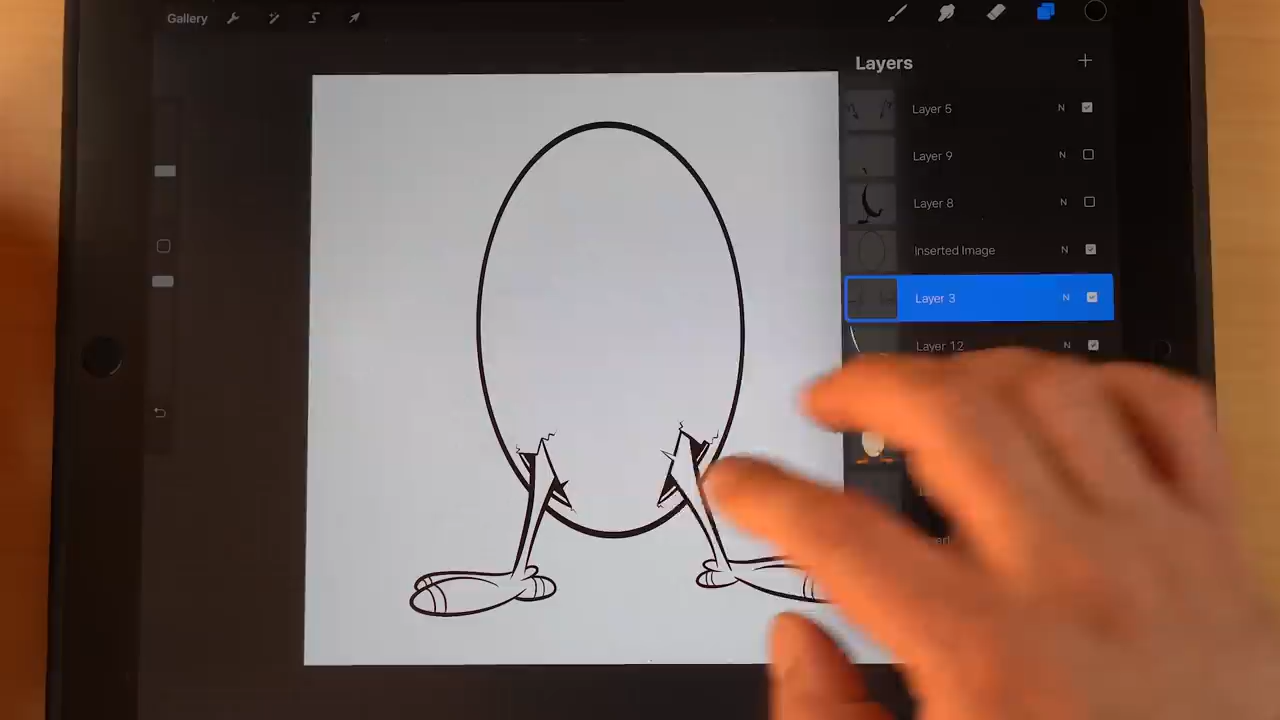 Gallery
Layers
Layer 5 N
Layer 9 N
Layer 8 N
Inserted Image N
Layer 3 N
Layer 12 N